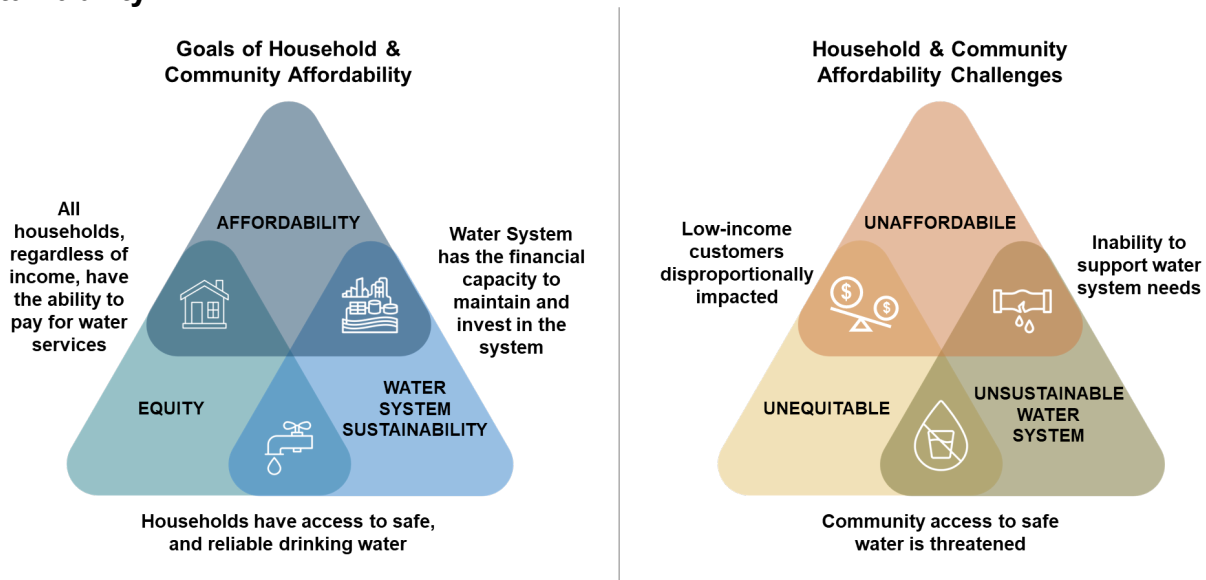 Goals of Household &
Community Affordability
All
households,
regardless of
income, have
the ability to
pay for water
services
AFFORDABILITY
Water System
has the financial
capacity to
maintain and
invest in the
system
EQUITY
WATER
SYSTEM
SUSTAINABILITY
Households have access to safe,
and reliable drinking water
Household & Community
Affordability Challenges
Low-income
customers
disproportionally
impacted
UNAFFORDABILE
Inability to
support water
system needs
$
$
UNEQUITABLE
UNSUSTAINABLE
WATER
SYSTEM
Community access to safe
water is threatened